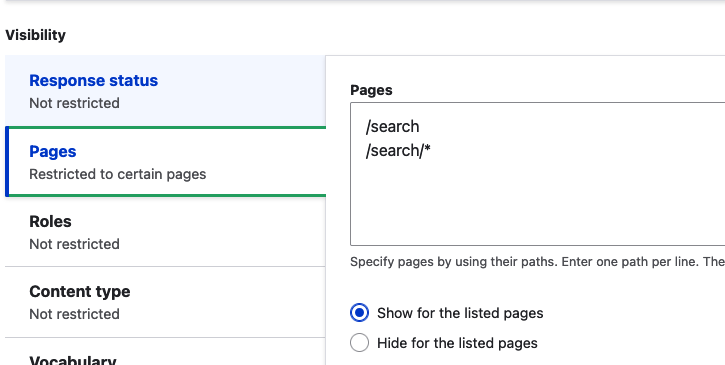 Visibility
Response status
Not restricted
Pages
Restricted to certain pages
Roles
Not restricted
Content type
Not restricted
Vocabulary
Pages
/search
/search/*
Specify pages by using their paths. Enter one path per line. The
Show for the listed pages
Hide for the listed pages